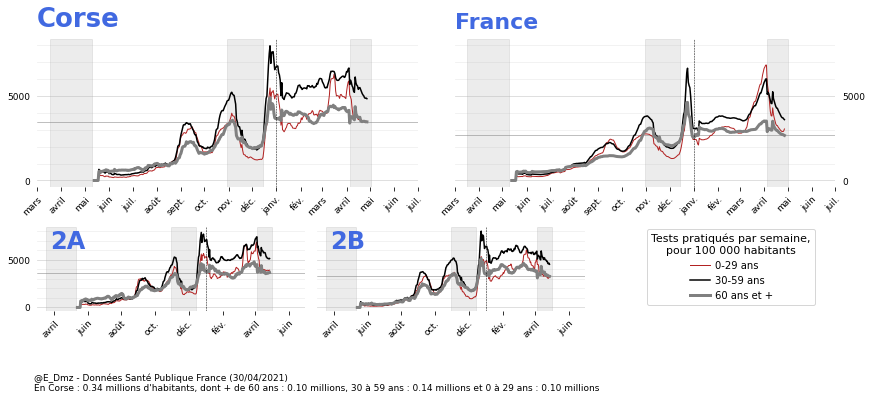 Corse
France
5000
0
mars avril mai juin juil. août sept. oct. nov. déc. janv. fév. mars avril mai juin juil.
mars avril mai juin juil. août sept. oct. nov. déc. janv. fév. mars avril mai juin juil.
5000
0
2A
2B
5000
0
avril juin août oct. déc. fév. avril juin
avril juin août oct. déc. fév. avril juin
Tests pratiqués par semaine,
pour 100 000 habitants
0-29 ans
30-59 ans
60 ans et +
@E_Dmz - Données Santé Publique France (30/04/2021)
En Corse : 0.34 millions d'habitants, dont + de 60 ans : 0.10 millions, 30 à 59 ans : 0.14 millions et 0 à 29 ans : 0.10 millions